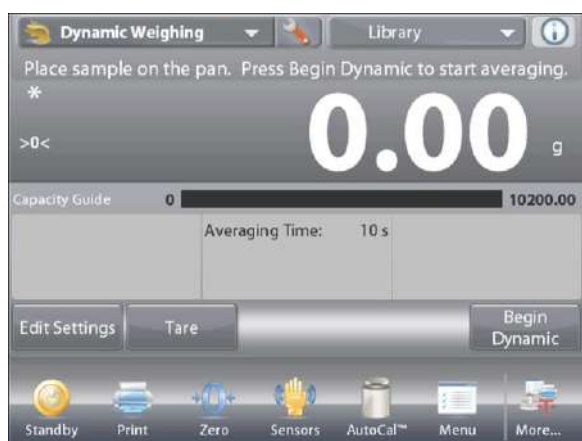 Dynamic Weighing Library
Place sample on the pan. Press Begin Dynamic to start averaging.
*
>0<
0.00 g
Capacity Guide 0 10200.00
Averaging Time: 10 s
Edit Settings Tare Begin Dynamic
Standby Print Zero Sensors AutoCal™ Menu More...